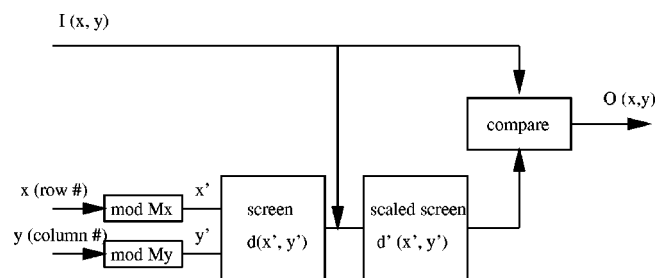 I (x, y)
O (x,y)
compare
x (row #)
mod Mx
x'
screen
d(x', y')
scaled screen
d' (x', y')
y (column #)
mod My
y'